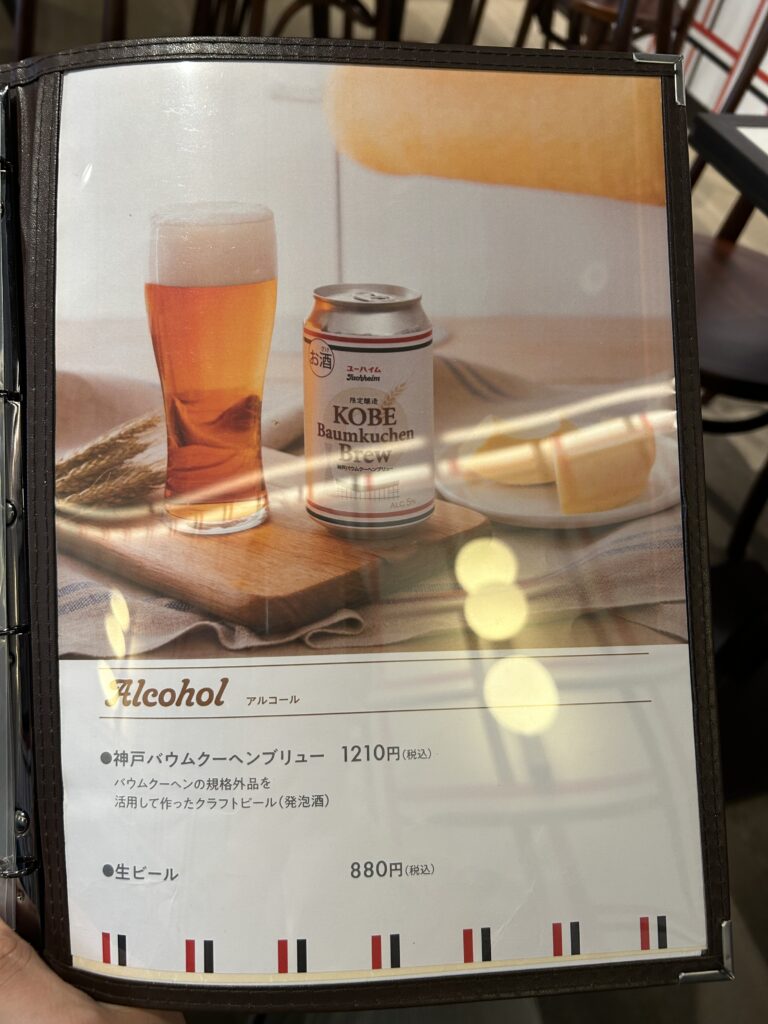 お酒
ユーハイム
Juchheim
限定醸造
KOBE
Baumkuchen
Brew
神戸バウムクーヘンブリュー
ALC.5%
Alcohol アルコール
●神戸バウムクーヘンブリュー 1210円(税込)
バウムクーヘンの規格外品を
活用して作ったクラフトビール(発泡酒)
●生ビール 880円(税込)